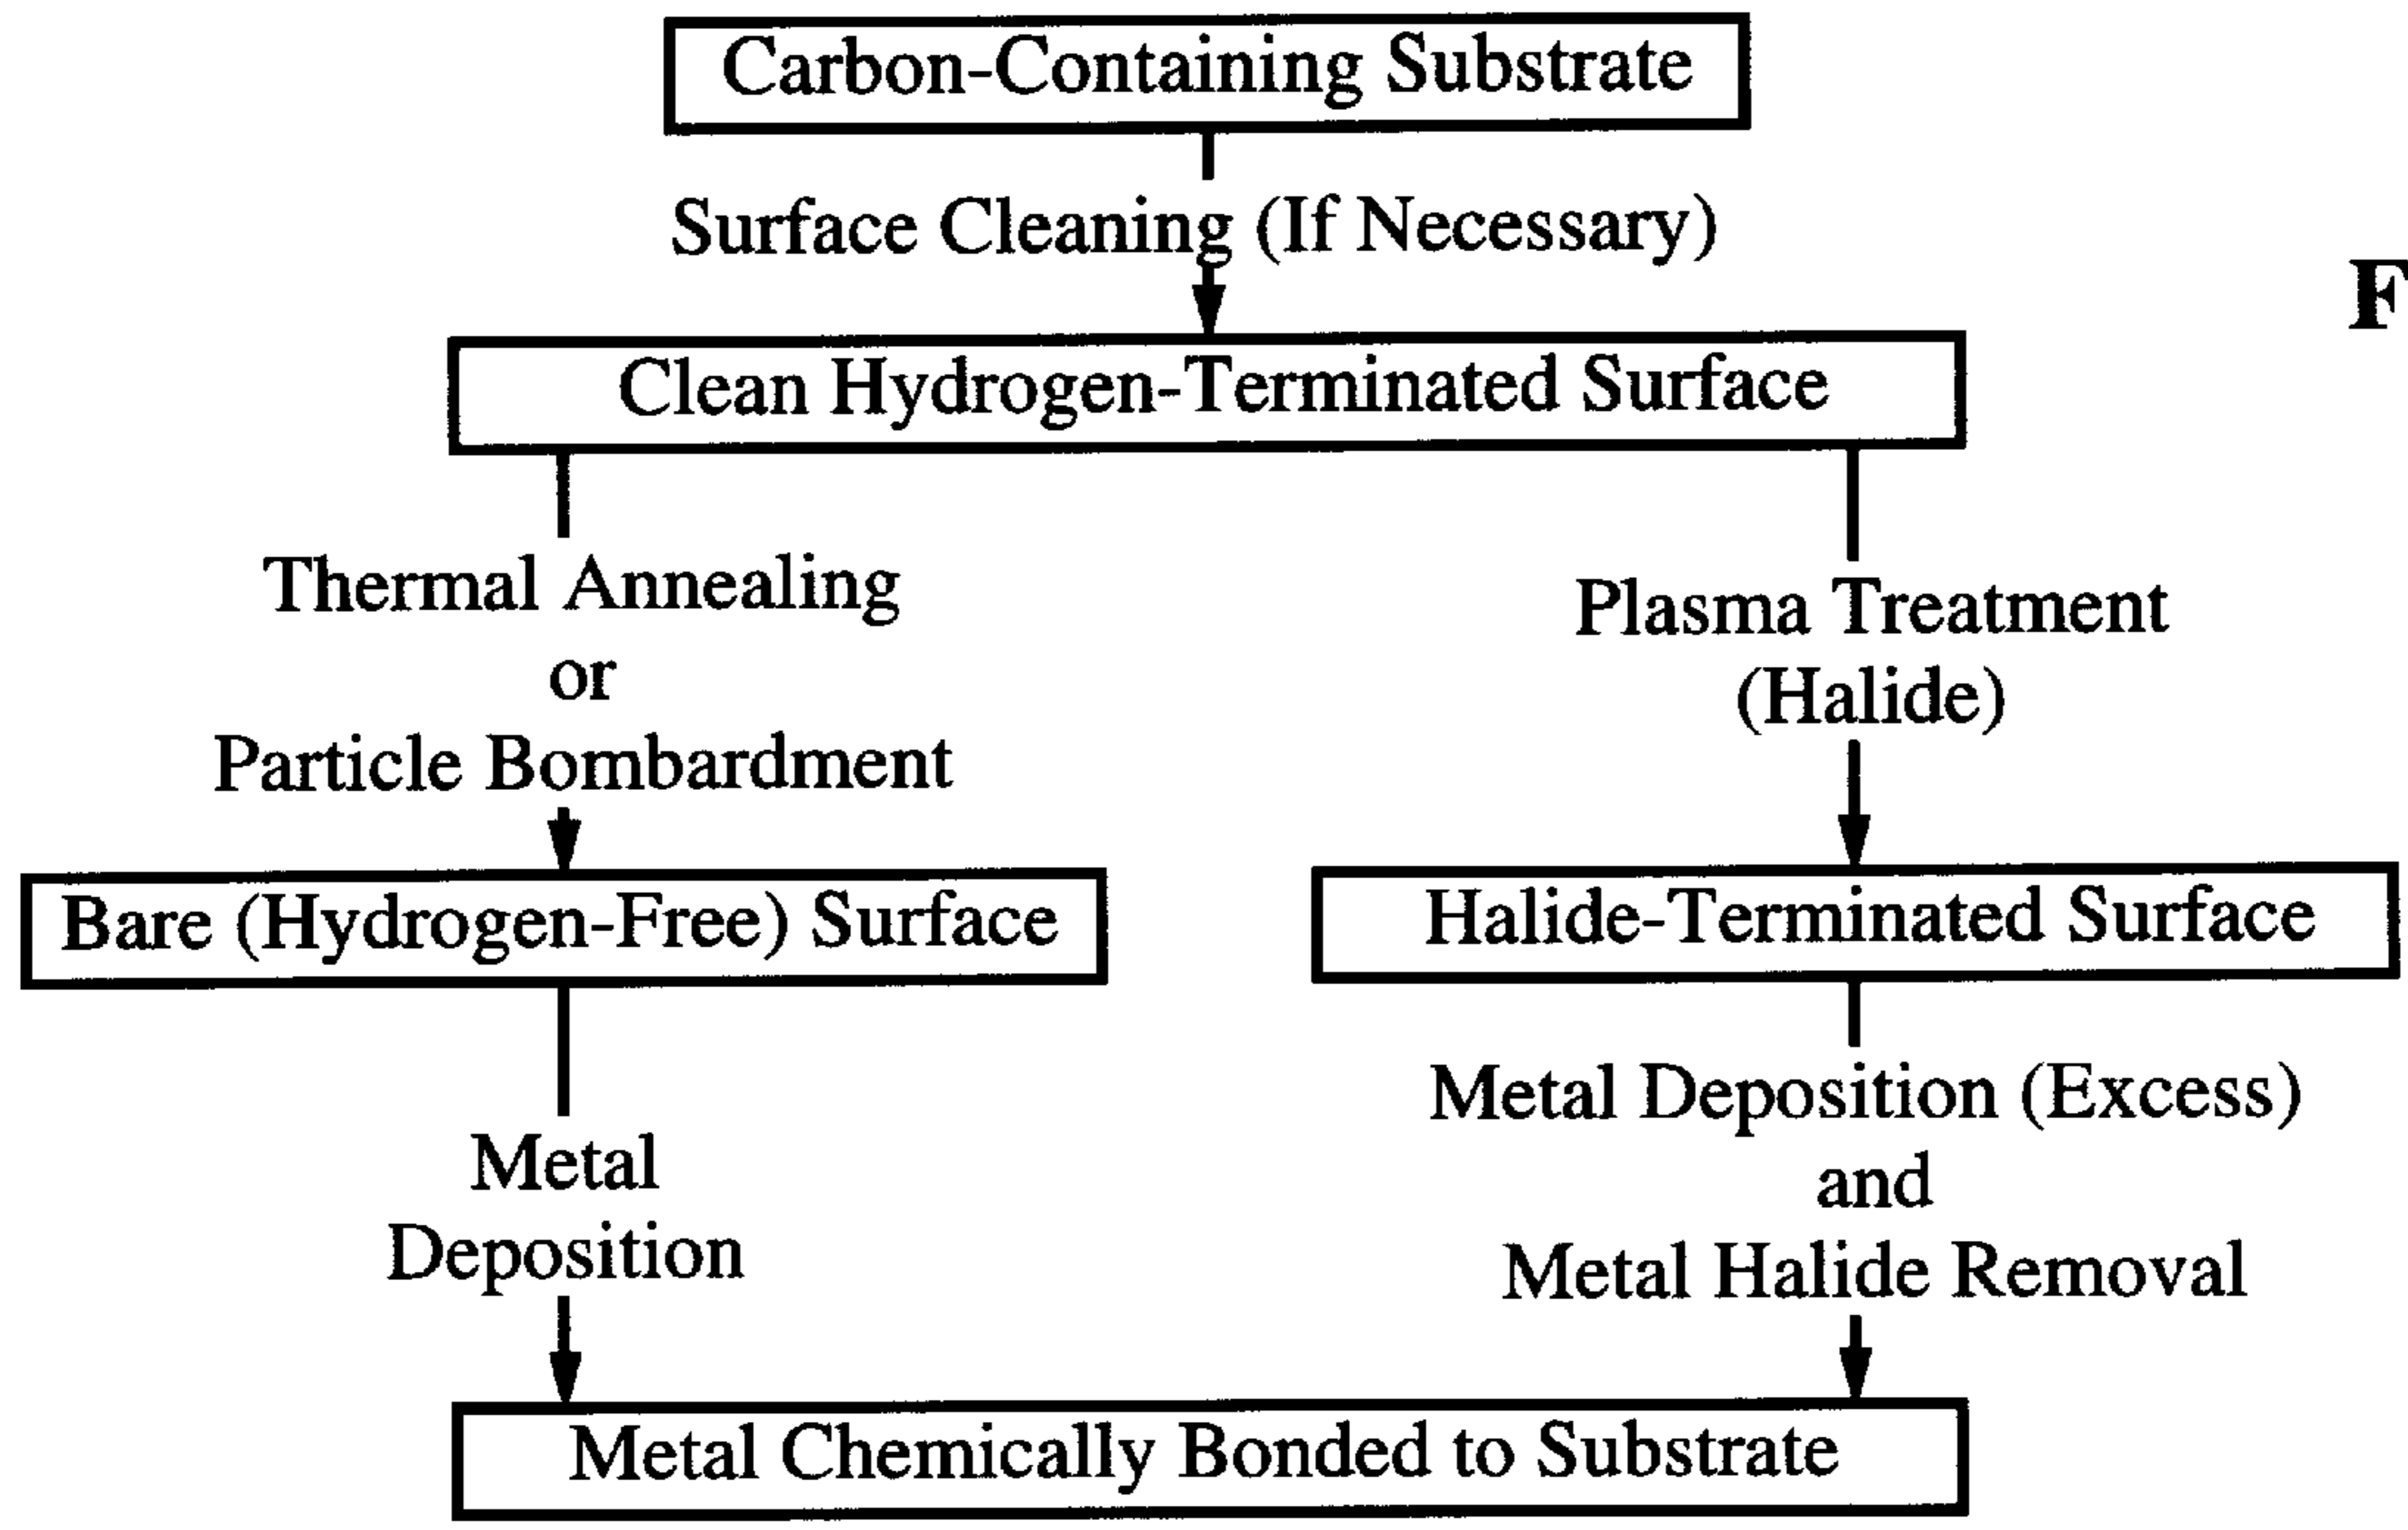 Carbon-Containing Substrate
Surface Cleaning (If Necessary)
F
Clean Hydrogen-Terminated Surface
Thermal Annealing
or
Particle Bombardment
Plasma Treatment
(Halide)
Bare (Hydrogen-Free) Surface
Halide-Terminated Surface
Metal
Deposition
Metal Deposition (Excess)
and
Metal Halide Removal
Metal Chemically Bonded to Substrate